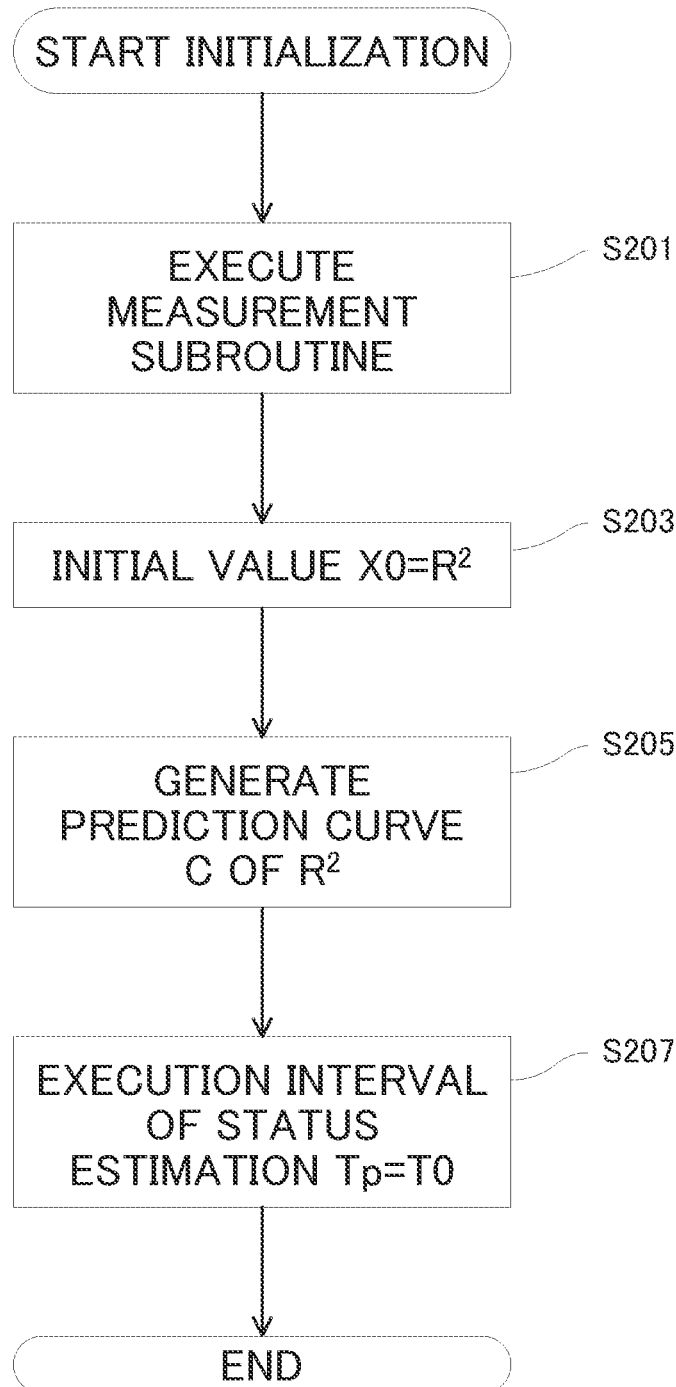 START INITIALIZATION
S201
EXECUTE
MEASUREMENT
SUBROUTINE
S203
INITIAL VALUE X0=R²
S205
GENERATE
PREDICTION CURVE
C OF R²
S207
EXECUTION INTERVAL
OF STATUS
ESTIMATION Tp=T0
END